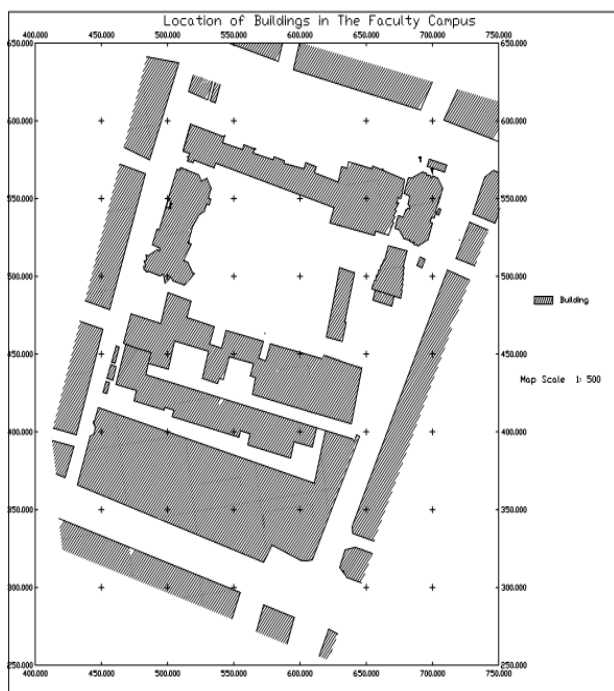 Location of Buildings in The Faculty Campus
400.000 450.000 500.000 550.000 600.000 650.000 700.000 750.000
650.000 650.000
600.000 600.000
550.000 550.000
500.000 500.000
Building
450.000 450.000
Map Scale 1: 500
400.000 400.000
350.000 350.000
300.000 300.000
250.000 250.000
400.000 450.000 500.000 550.000 600.000 650.000 700.000 750.000